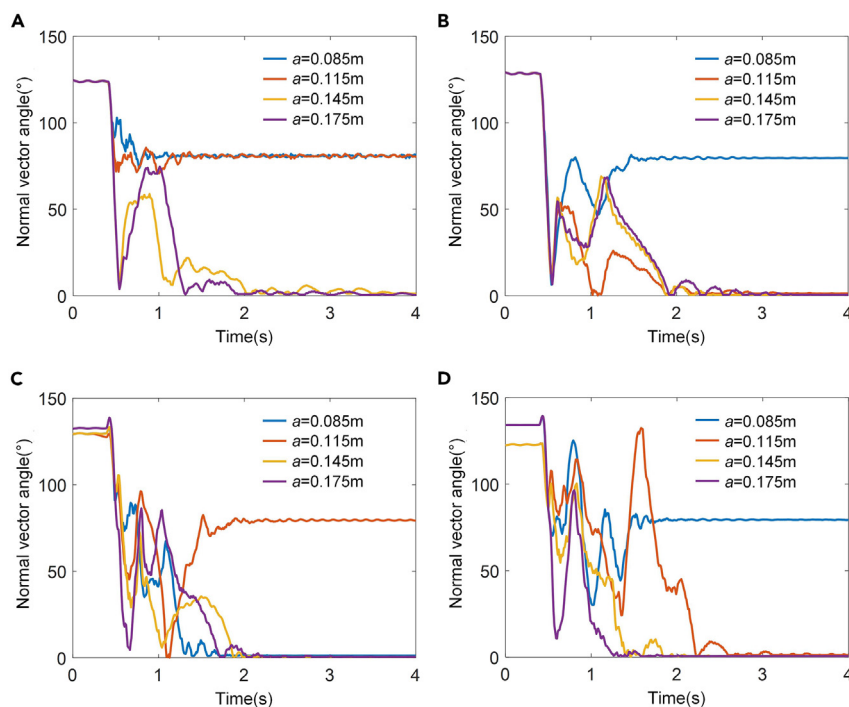 A
B
150
100
50
0
Normal vector angle(°)
a=0.085m
a=0.115m
a=0.145m
a=0.175m
0 1 2 3 4
Time(s)
150
100
50
0
Normal vector angle(°)
a=0.085m
a=0.115m
a=0.145m
a=0.175m
0 1 2 3 4
Time(s)
C
D
150
100
50
0
Normal vector angle(°)
a=0.085m
a=0.115m
a=0.145m
a=0.175m
0 1 2 3 4
Time(s)
150
100
50
0
Normal vector angle(°)
a=0.085m
a=0.115m
a=0.145m
a=0.175m
0 1 2 3 4
Time(s)